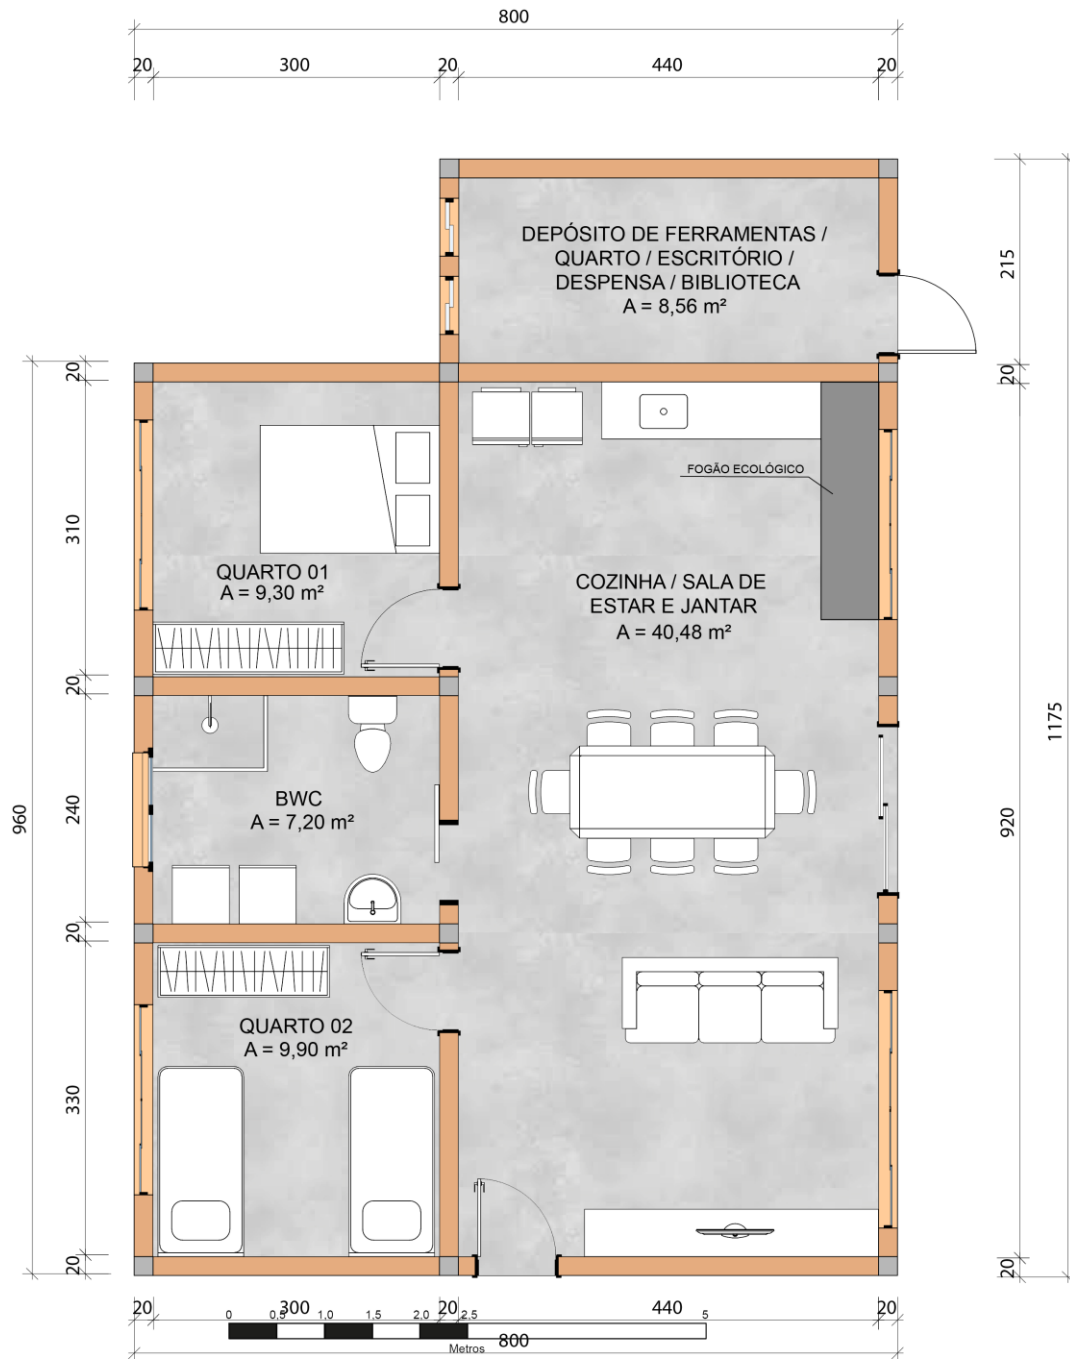 800
20 300 20 440 20
DEPÓSITO DE FERRAMENTAS /
QUARTO / ESCRITÓRIO /
DESPENSA / BIBLIOTECA
A = 8,56 m²
215
20
20
FOGÃO ECOLÓGICO
310
QUARTO 01
A = 9,30 m²
COZINHA / SALA DE
ESTAR E JANTAR
A = 40,48 m²
20
1175
960
240
BWC
A = 7,20 m²
920
20
QUARTO 02
A = 9,90 m²
330
20
20
20 300 20 440 20
0 0,5 1,0 1,5 2,0 2,5 5
800
Metros